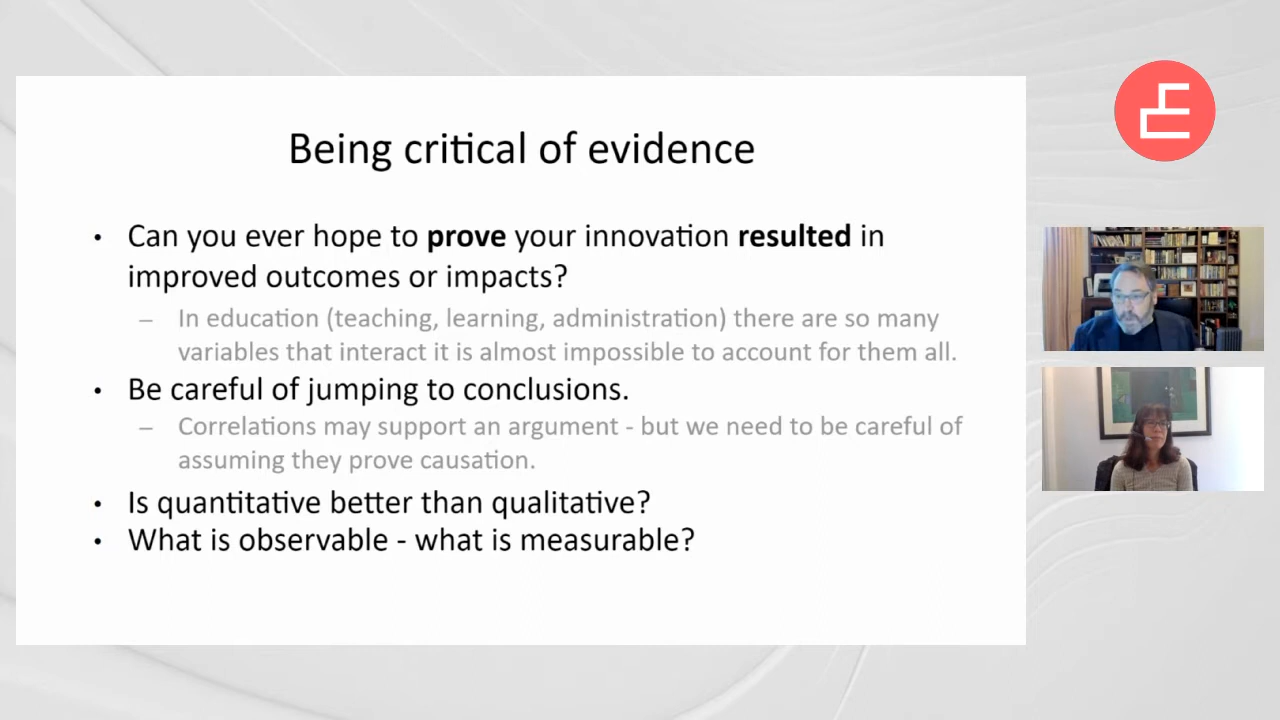 Being critical of evidence
• Can you ever hope to prove your innovation resulted in
improved outcomes or impacts?
– In education (teaching, learning, administration) there are so many
variables that interact it is almost impossible to account for them all.
• Be careful of jumping to conclusions.
– Correlations may support an argument - but we need to be careful of
assuming they prove causation.
• Is quantitative better than qualitative?
• What is observable - what is measurable?